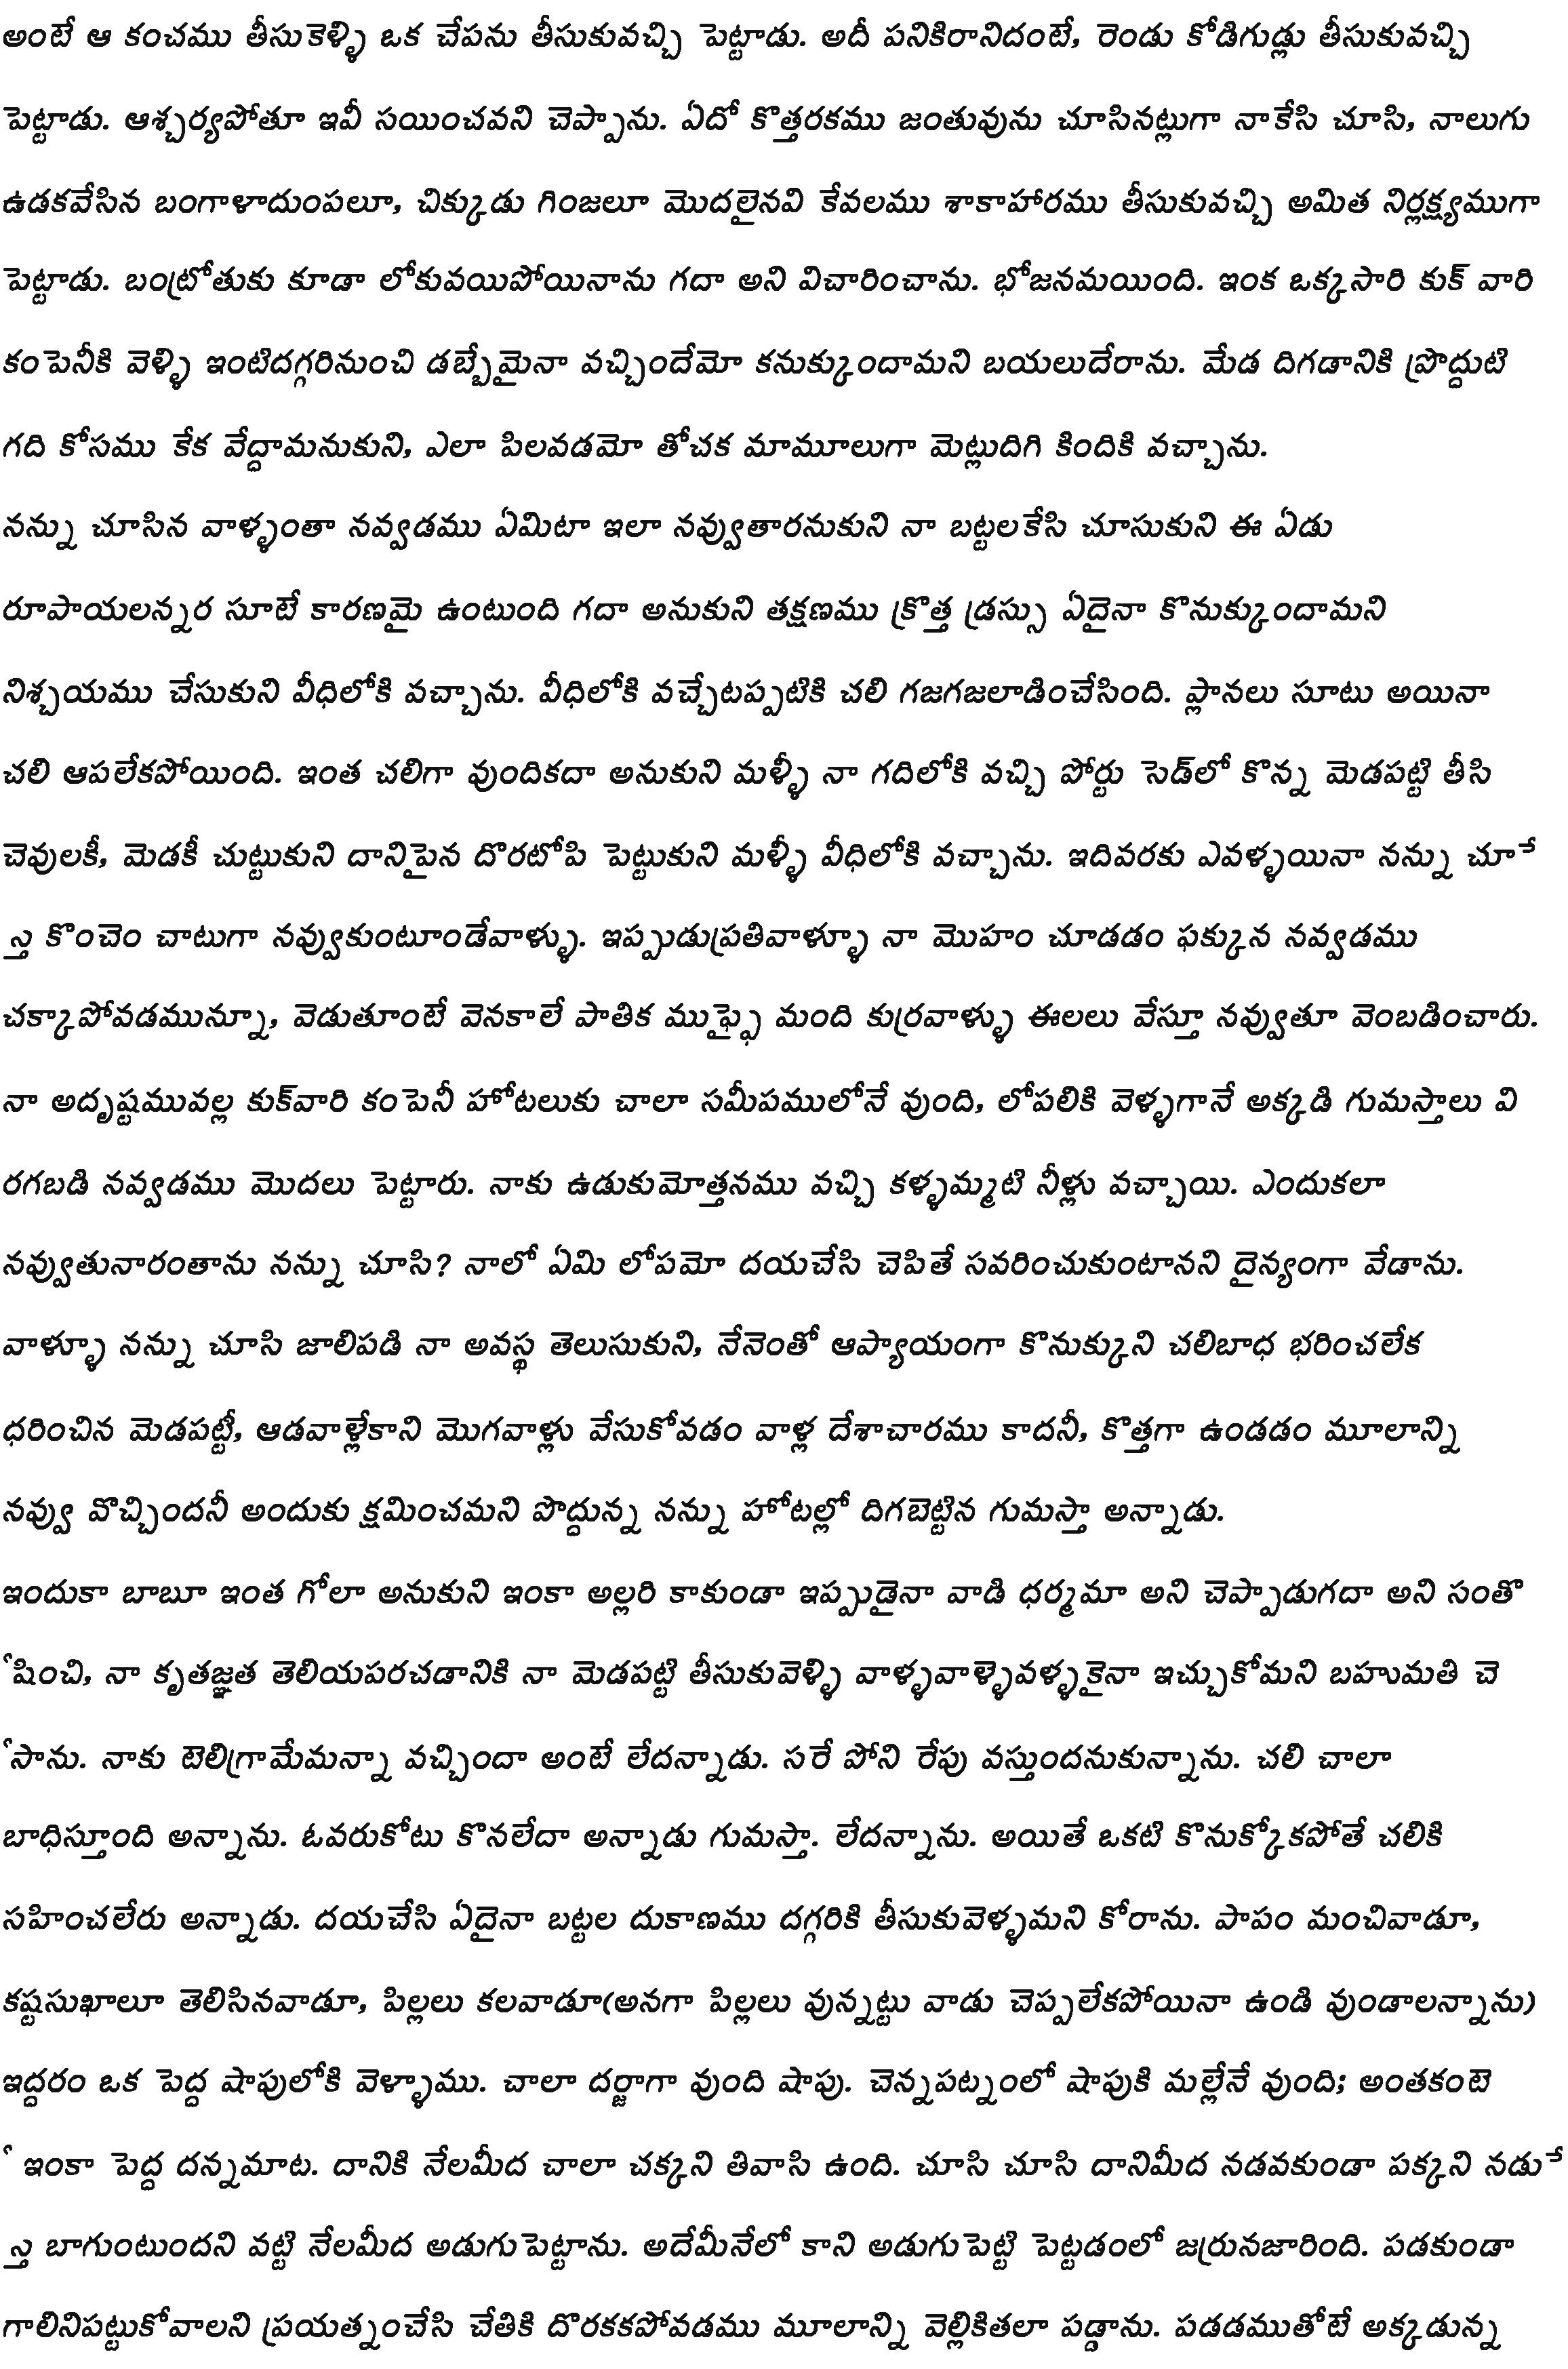 అంటే ఆ కంచము తీసుకెళ్ళి ఒక చేపను తీసుకువచ్చి పెట్టాడు. అదీ పనికిరానిదంటే, రెండు కోడిగుడ్లు తీసుకువచ్చి
పెట్టాడు. ఆశ్చర్యపోతూ ఇవీ సయించవని చెప్పాను. ఏదో కొత్తరకము జంతువును చూసినట్లుగా నాకేసి చూసి, నాలుగు
ఉడకవేసిన బంగాళాదుంపలూ, చిక్కుడు గింజలూ మొదలైనవి కేవలము శాకాహారము తీసుకువచ్చి అమిత నిర్లక్ష్యముగా
పెట్టాడు. బంట్రోతుకు కూడా లోకువయిపోయినాను గదా అని విచారించాను. భోజనమయింది. ఇంక ఒక్కసారి కుక్ వారి
కంపెనీకి వెళ్ళి ఇంటిదగ్గరినుంచి డబ్బేమైనా వచ్చిందేమో కనుక్కుందామని బయలుదేరాను. మేడ దిగడానికి ప్రొద్దుటి
గది కోసము కేక వేద్దామనుకుని, ఎలా పిలవడమో తోచక మామూలుగా మెట్లుదిగి కిందికి వచ్చాను.
నన్ను చూసిన వాళ్ళంతా నవ్వడము ఏమిటా ఇలా నవ్వుతారనుకుని నా బట్టలకేసి చూసుకుని ఈ ఏడు
రూపాయలన్నర సూటే కారణమై ఉంటుంది గదా అనుకుని తక్షణము క్రొత్త డ్రస్సు ఏదైనా కొనుక్కుందామని
నిశ్చయము చేసుకుని వీధిలోకి వచ్చాను. వీధిలోకి వచ్చేటప్పటికి చలి గజగజలాడించేసింది. ప్లానలు సూటు అయినా
చలి ఆపలేకపోయింది. ఇంత చలిగా వుందికదా అనుకుని మళ్ళీ నా గదిలోకి వచ్చి పోర్టు సెడ్‌లో కొన్న మెడపట్టి తీసి
చెవులకీ, మెడకీ చుట్టుకుని దానిపైన దొరటోపి పెట్టుకుని మళ్ళీ వీధిలోకి వచ్చాను. ఇదివరకు ఎవళ్ళయినా నన్ను చూే
స్త కొంచెం చాటుగా నవ్వుకుంటూండేవాళ్ళు. ఇప్పుడుప్రతివాళ్ళూ నా మొహం చూడడం ఫక్కున నవ్వడము
చక్కాపోవడమున్నూ, వెడుతూంటే వెనకాలే పాతిక ముప్ఫై మంది కుర్రవాళ్ళు ఈలలు వేస్తూ నవ్వుతూ వెంబడించారు.
నా అదృష్టమువల్ల కుక్‌వారి కంపెనీ హోటలుకు చాలా సమీపములోనే వుంది, లోపలికి వెళ్ళగానే అక్కడి గుమస్తాలు వి
రగబడి నవ్వడము మొదలు పెట్టారు. నాకు ఉడుకుమోత్తనము వచ్చి కళ్ళమ్మటి నీళ్లు వచ్చాయి. ఎందుకలా
నవ్వుతునారంతాను నన్ను చూసి? నాలో ఏమి లోపమో దయచేసి చెపితే సవరించుకుంటానని దైన్యంగా వేడాను.
వాళ్ళూ నన్ను చూసి జాలిపడి నా అవస్థ తెలుసుకుని, నేనెంతో ఆప్యాయంగా కొనుక్కుని చలిబాధ భరించలేక
ధరించిన మెడపట్టీ, ఆడవాళ్లేకాని మొగవాళ్లు వేసుకోవడం వాళ్ల దేశాచారము కాదనీ, కొత్తగా ఉండడం మూలాన్ని
నవ్వు వొచ్చిందనీ అందుకు క్షమించమని పొద్దున్న నన్ను హోటల్లో దిగబెట్టిన గుమస్తా అన్నాడు.
ఇందుకా బాబూ ఇంత గోలా అనుకుని ఇంకా అల్లరి కాకుండా ఇప్పుడైనా వాడి ధర్మమా అని చెప్పాడుగదా అని సంతొ
ేషించి, నా కృతజ్ఞత తెలియపరచడానికి నా మెడపట్టి తీసుకువెళ్ళి వాళ్ళవాళ్ళెవళ్ళకైనా ఇచ్చుకోమని బహుమతి చె
ేసాను. నాకు టెలిగ్రామేమన్నా వచ్చిందా అంటే లేదన్నాడు. సరే పోని రేపు వస్తుందనుకున్నాను. చలి చాలా
బాధిస్తూంది అన్నాను. ఓవరుకోటు కొనలేదా అన్నాడు గుమస్తా. లేదన్నాను. అయితే ఒకటి కొనుక్కోకపోతే చలికి
సహించలేరు అన్నాడు. దయచేసి ఏదైనా బట్టల దుకాణము దగ్గరికి తీసుకువెళ్ళమని కోరాను. పాపం మంచివాడూ,
కష్టసుఖాలూ తెలిసినవాడూ, పిల్లలు కలవాడూ(అనగా పిల్లలు వున్నట్టు వాడు చెప్పలేకపోయినా ఉండి వుండాలన్నాను)
ఇద్దరం ఒక పెద్ద షాపులోకి వెళ్ళాము. చాలా దర్జాగా వుంది షాపు. చెన్నపట్నంలో షాపుకి మల్లేనే వుంది; అంతకంటె
ే ఇంకా పెద్ద దన్నమాట. దానికి నేలమీద చాలా చక్కని తివాసి ఉంది. చూసి చూసి దానిమీద నడవకుండా పక్కని నడుే
స్త బాగుంటుందని వట్టి నేలమీద అడుగుపెట్టాను. అదేమీనేలో కాని అడుగుపెట్టి పెట్టడంలో జర్రునజారింది. పడకుండా
గాలినిపట్టుకోవాలని ప్రయత్నంచేసి చేతికి దొరకకపోవడము మూలాన్ని వెల్లికితలా పడ్డాను. పడడముతోటే అక్కడున్న